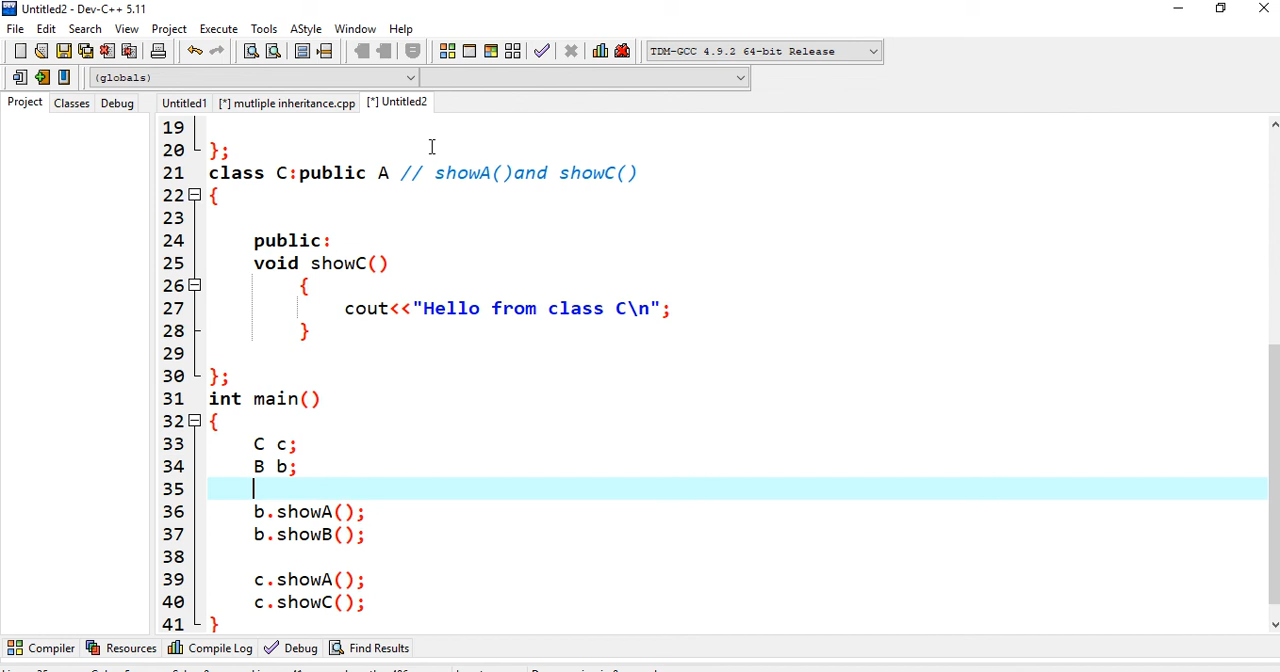 Untitled2 - Dev-C++ 5.11
File Edit Search View Project Execute Tools AStyle Window Help
TDM-GCC 4.9.2 64-bit Release
(globals)
Project Classes Debug Untitled1 [*] mutliple inheritance.cpp [*] Untitled2
19
20 };
21 class C:public A // showA()and showC()
22 {
23
24 public:
25 void showC()
26 {
27 cout<<"Hello from class C\n";
28 }
29
30 };
31 int main()
32 {
33 C c;
34 B b;
35
36 b.showA();
37 b.showB();
38
39 c.showA();
40 c.showC();
41 }
Compiler Resources Compile Log Debug Find Results